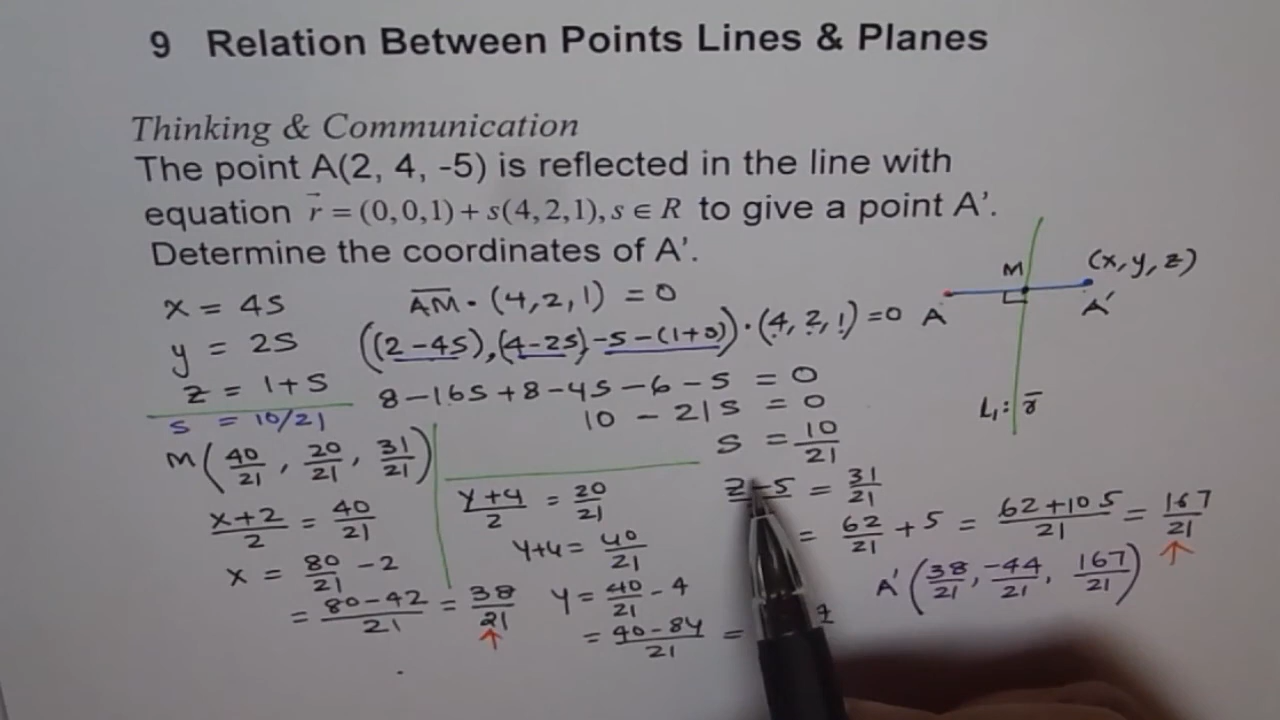 9 Relation Between Points Lines & Planes
Thinking & Communication
The point A(2, 4, -5) is reflected in the line with
equation r⃗ = (0,0,1) + s(4,2,1), s ∈ R to give a point A'.
Determine the coordinates of A'.
x = 4s
y = 2s
z = 1+s
s = 10/21
M(40/21, 20/21, 31/21)
(x+2)/2 = 40/21
x = 80/21 - 2
= (80-42)/21 = 38/21
AM · (4,2,1) = 0
((2-4s), (4-2s) -5-(1+s)) · (4, 2, 1) = 0
8-16s+8-4s-6-s = 0
10 - 21s = 0
s = 10/21
(y+4)/2 = 20/21
y+4 = 40/21
y = 40/21 - 4
= (40-84)/21 =
(z-5)/2 = 31/21
= 62/21 + 5 = (62+105)/21 = 167/21
A'(38/21, -44/21, 167/21)
M
(x, y, z)
A
A'
L₁: r̄